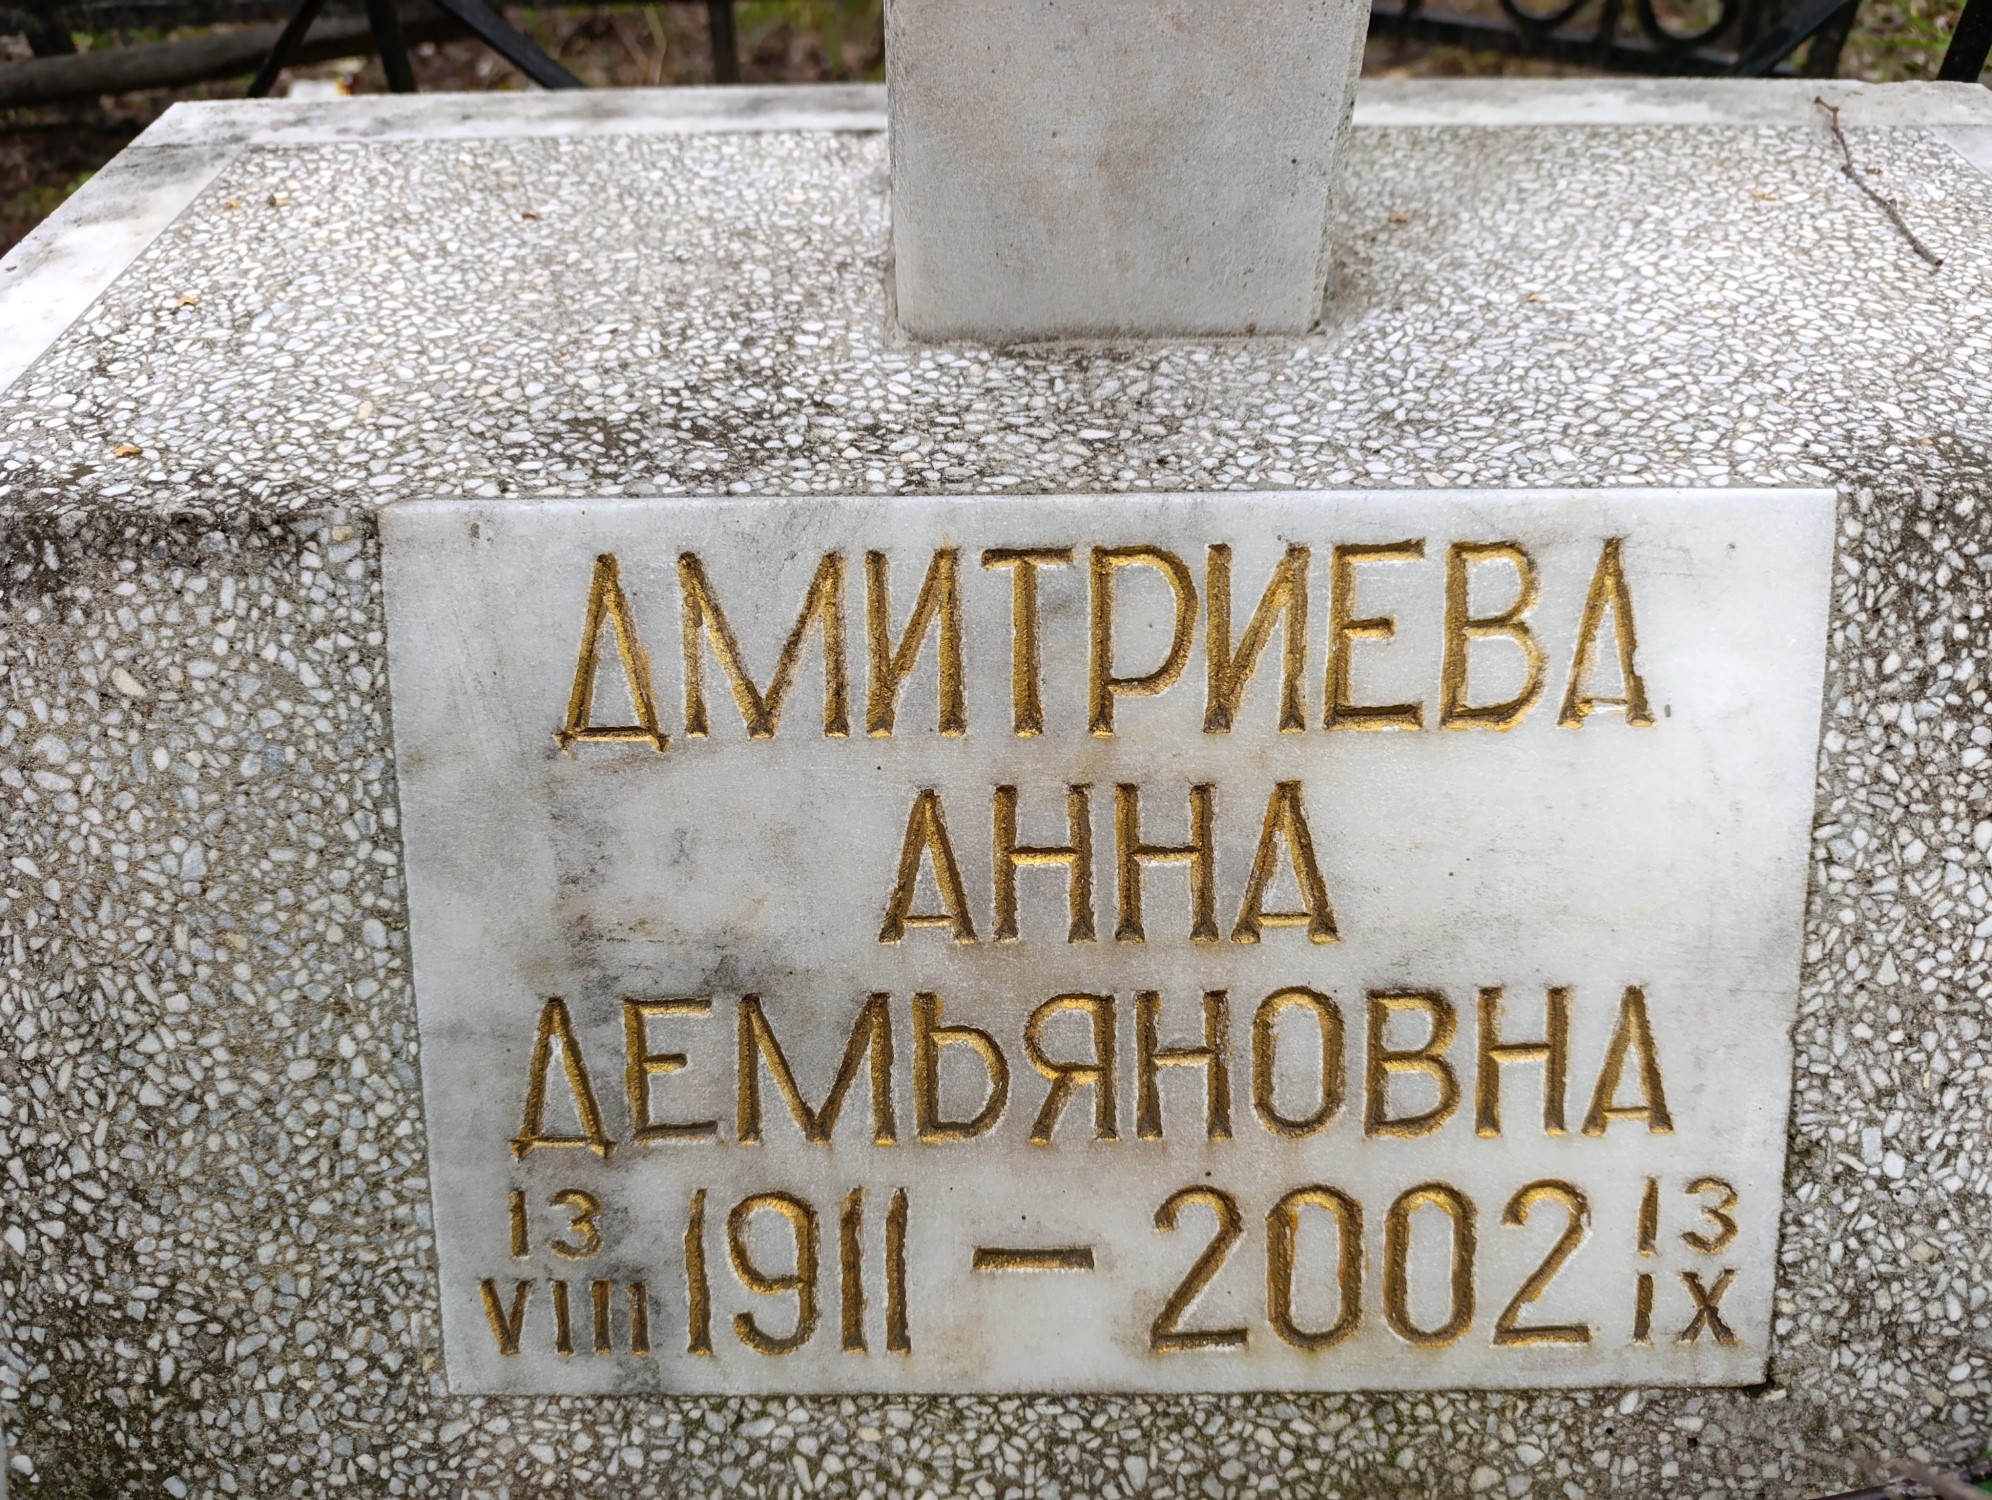 ДМИТРИЕВА
АННА
ДЕМЬЯНОВНА
13 VIII 1911 – 2002 13 IX